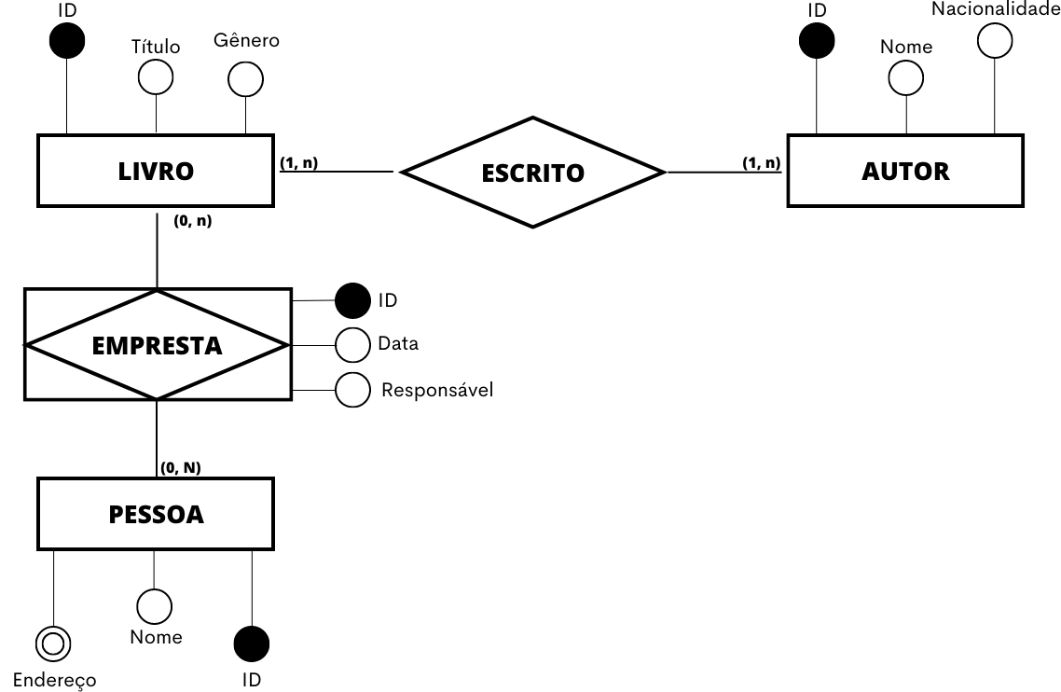 ID
Título
Gênero
LIVRO
(1, n)
ESCRITO
(1, n)
ID
Nome
Nacionalidade
AUTOR
(0, n)
EMPRESTA
ID
Data
Responsável
(0, N)
PESSOA
Endereço
Nome
ID